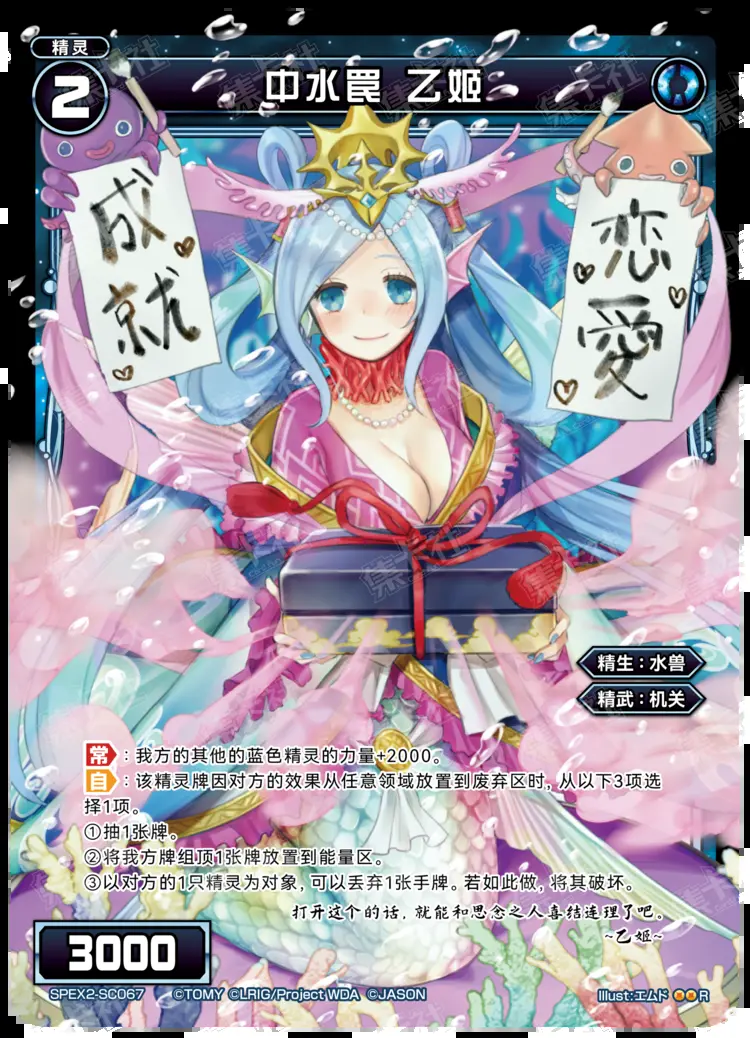 精灵
2
中水罠 乙姬
成就
恋愛
精生：水兽
精武：机关
常：我方的其他的蓝色精灵的力量+2000。
自：该精灵牌因对方的效果从任意领域放置到废弃区时，从以下3项选
择1项。
①抽1张牌。
②将我方牌组顶1张牌放置到能量区。
③以对方的1只精灵为对象，可以丢弃1张手牌。若如此做，将其破坏。
打开这个的话，就能和思念之人喜结连理了吧。
~乙姬~
3000
SPEX2-SC067 ©TOMY ©LRIG/Project WDA ©JASON
Illust:エムド R
集卡社